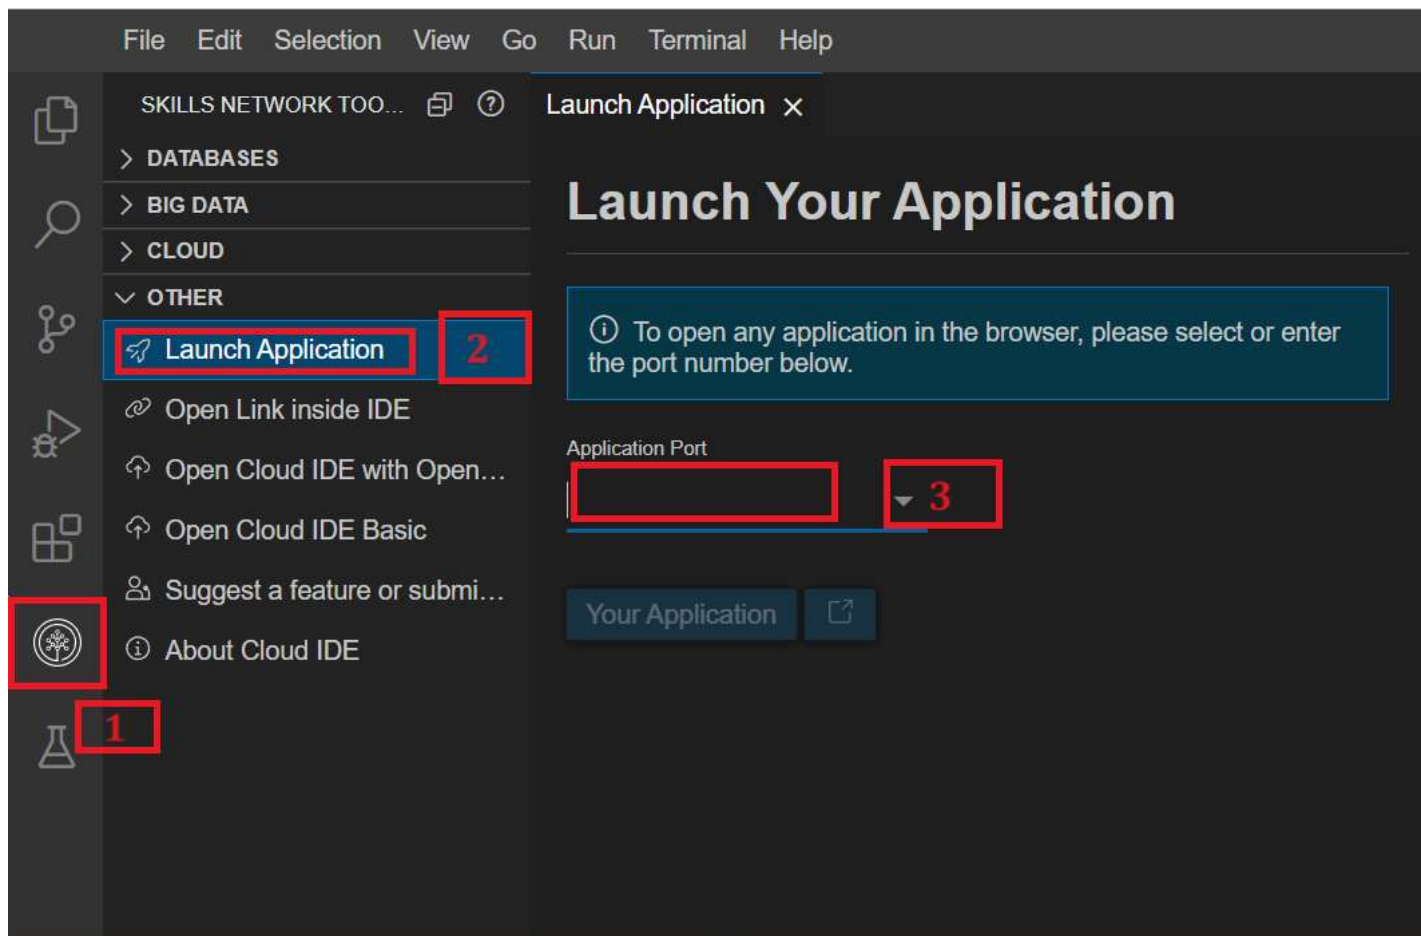 File Edit Selection View Go Run Terminal Help
SKILLS NETWORK TOO...
Launch Application
DATABASES
BIG DATA
CLOUD
OTHER
Launch Application
2
Open Link inside IDE
Open Cloud IDE with Open...
Open Cloud IDE Basic
Suggest a feature or submi...
About Cloud IDE
1
Launch Your Application
To open any application in the browser, please select or enter
the port number below.
Application Port
3
Your Application